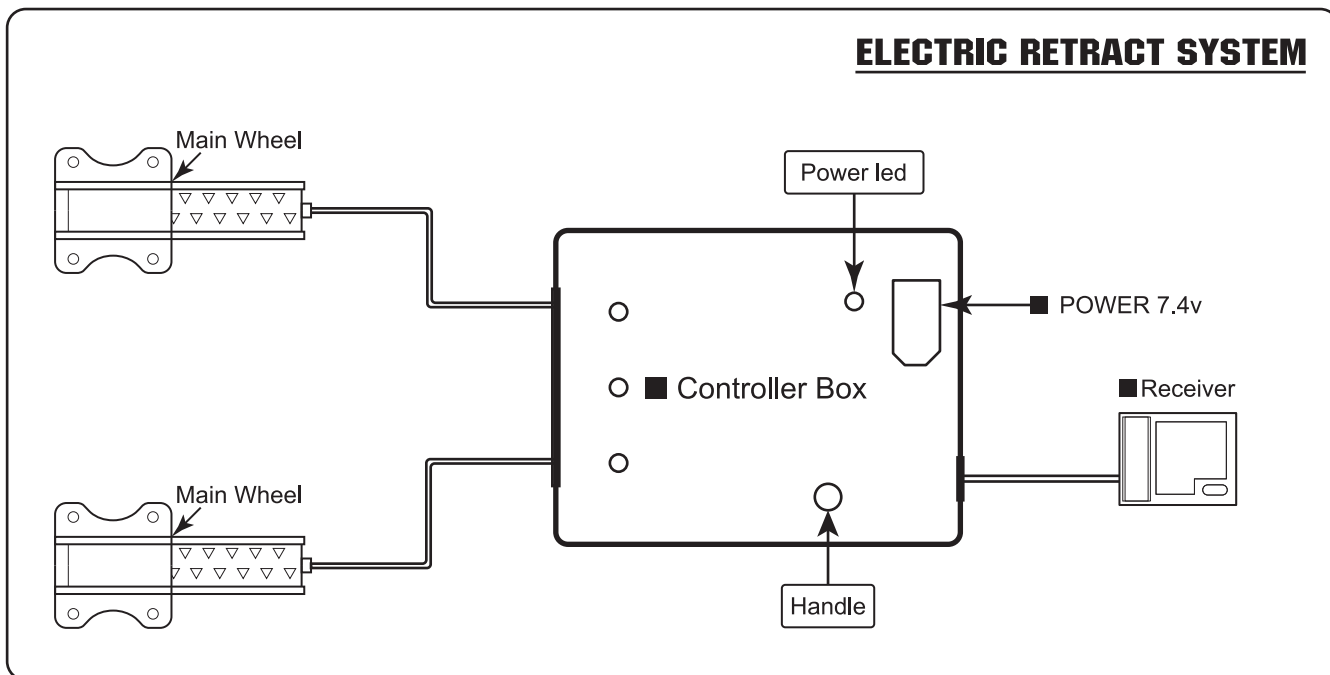 ELECTRIC RETRACT SYSTEM
Main Wheel
Power led
■ POWER 7.4v
■ Controller Box
■ Receiver
Main Wheel
Handle